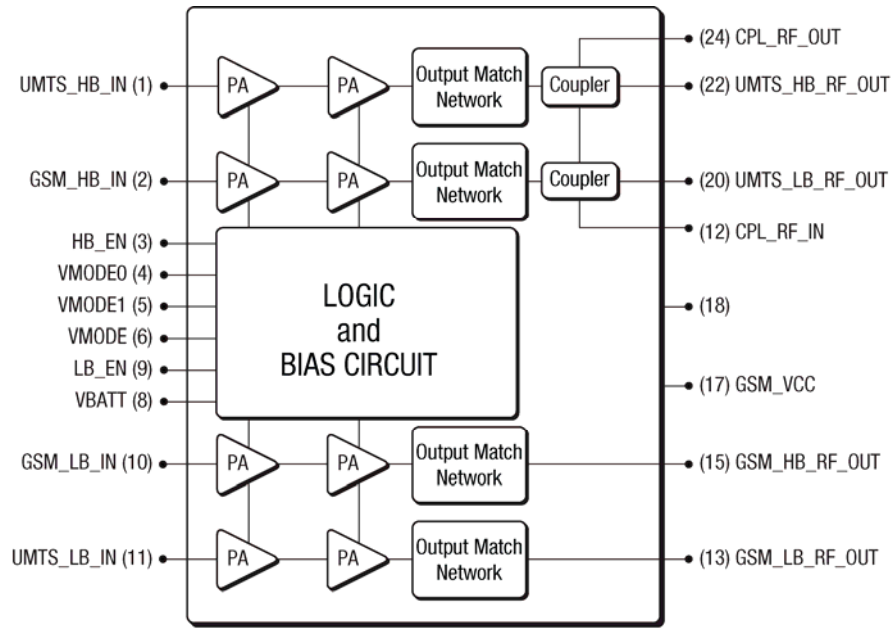 (24) CPL_RF_OUT
UMTS_HB_IN (1)
PA
PA
Output Match
Network
Coupler
(22) UMTS_HB_RF_OUT
GSM_HB_IN (2)
PA
PA
Output Match
Network
Coupler
(20) UMTS_LB_RF_OUT
(12) CPL_RF_IN
HB_EN (3)
VMODE0 (4)
VMODE1 (5)
VMODE (6)
LB_EN (9)
VBATT (8)
LOGIC
and
BIAS CIRCUIT
(18)
(17) GSM_VCC
GSM_LB_IN (10)
PA
PA
Output Match
Network
(15) GSM_HB_RF_OUT
UMTS_LB_IN (11)
PA
PA
Output Match
Network
(13) GSM_LB_RF_OUT